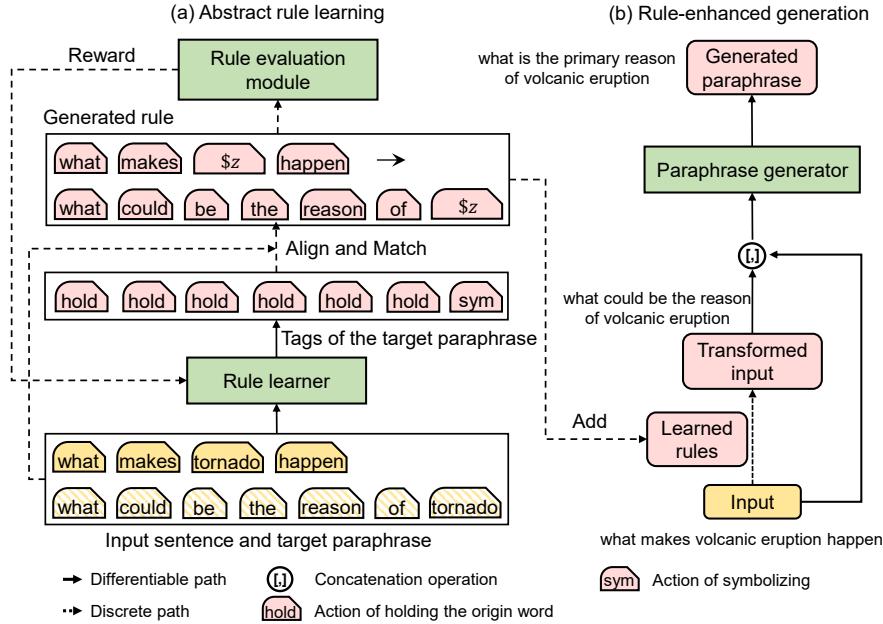 (a) Abstract rule learning
Reward
Rule evaluation
module
Generated rule
what makes $z happen →
what could be the reason of $z
Align and Match
hold hold hold hold hold hold sym
Tags of the target paraphrase
Rule learner
what makes tornado happen
what could be the reason of tornado
Input sentence and target paraphrase
(b) Rule-enhanced generation
what is the primary reason
of volcanic eruption
Generated
paraphrase
Paraphrase generator
[,]
what could be the reason
of volcanic eruption
Transformed
input
Add
Learned
rules
Input
what makes volcanic eruption happen
Differentiable path
[,] Concatenation operation
sym Action of symbolizing
Discrete path
hold Action of holding the origin word